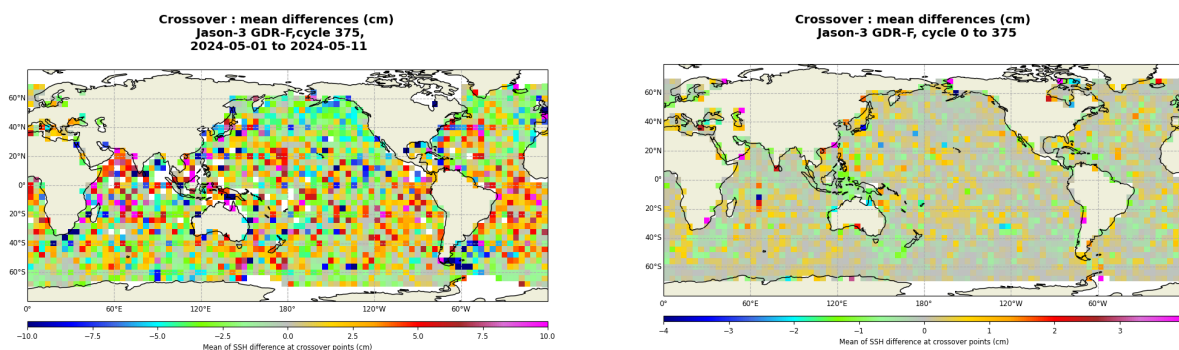 Crossover : mean differences (cm)
Jason-3 GDR-F,cycle 375,
2024-05-01 to 2024-05-11
60°N
40°N
20°N
0°
20°S
40°S
60°S
0°
60°E
120°E
180°
120°W
60°W
−10.0
−7.5
−5.0
−2.5
0.0
2.5
5.0
7.5
10.0
Mean of SSH difference at crossover points (cm)
Crossover : mean differences (cm)
Jason-3 GDR-F, cycle 0 to 375
60°N
40°N
20°N
0°
20°S
40°S
60°S
0°
60°E
120°E
180°
120°W
60°W
−4
−3
−2
−1
0
1
2
3
Mean of SSH difference at crossover points (cm)